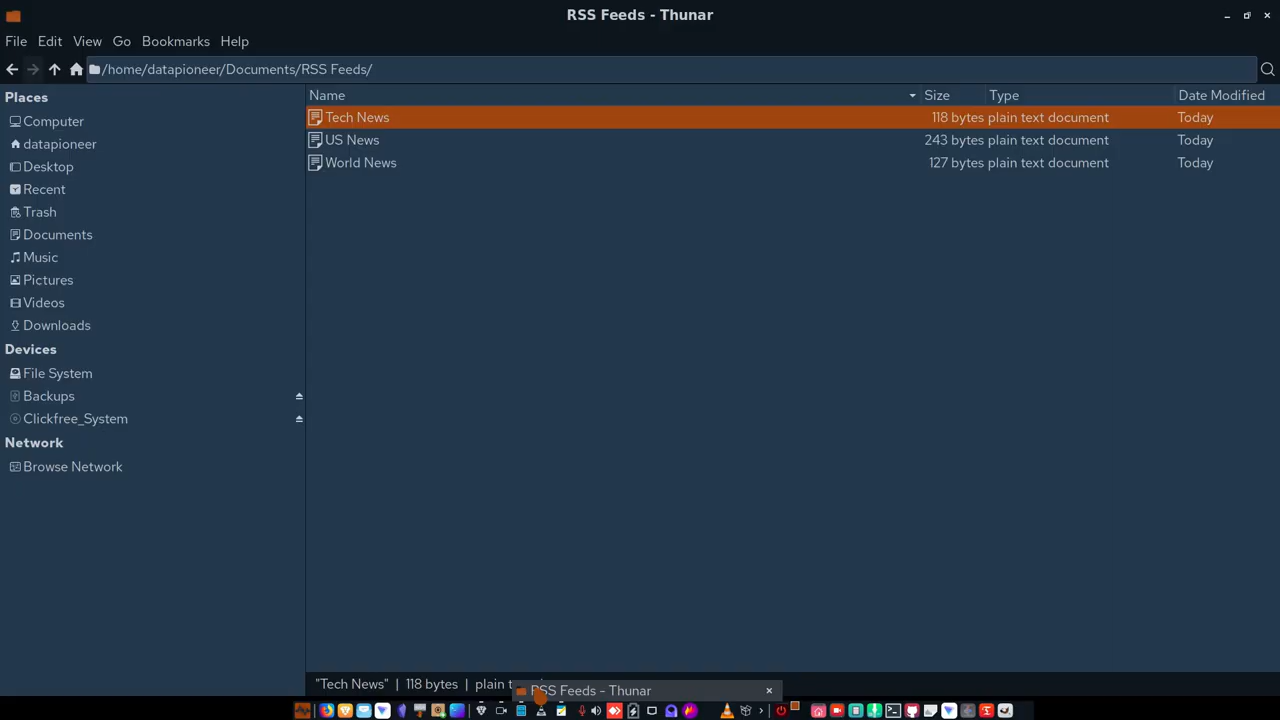 RSS Feeds - Thunar
File Edit View Go Bookmarks Help
/home/datapioneer/Documents/RSS Feeds/
Places
Computer
datapioneer
Desktop
Recent
Trash
Documents
Music
Pictures
Videos
Downloads
Devices
File System
Backups
Clickfree_System
Network
Browse Network
Name Size Type Date Modified
Tech News 118 bytes plain text document Today
US News 243 bytes plain text document Today
World News 127 bytes plain text document Today
"Tech News" | 118 bytes | plain
RSS Feeds - Thunar